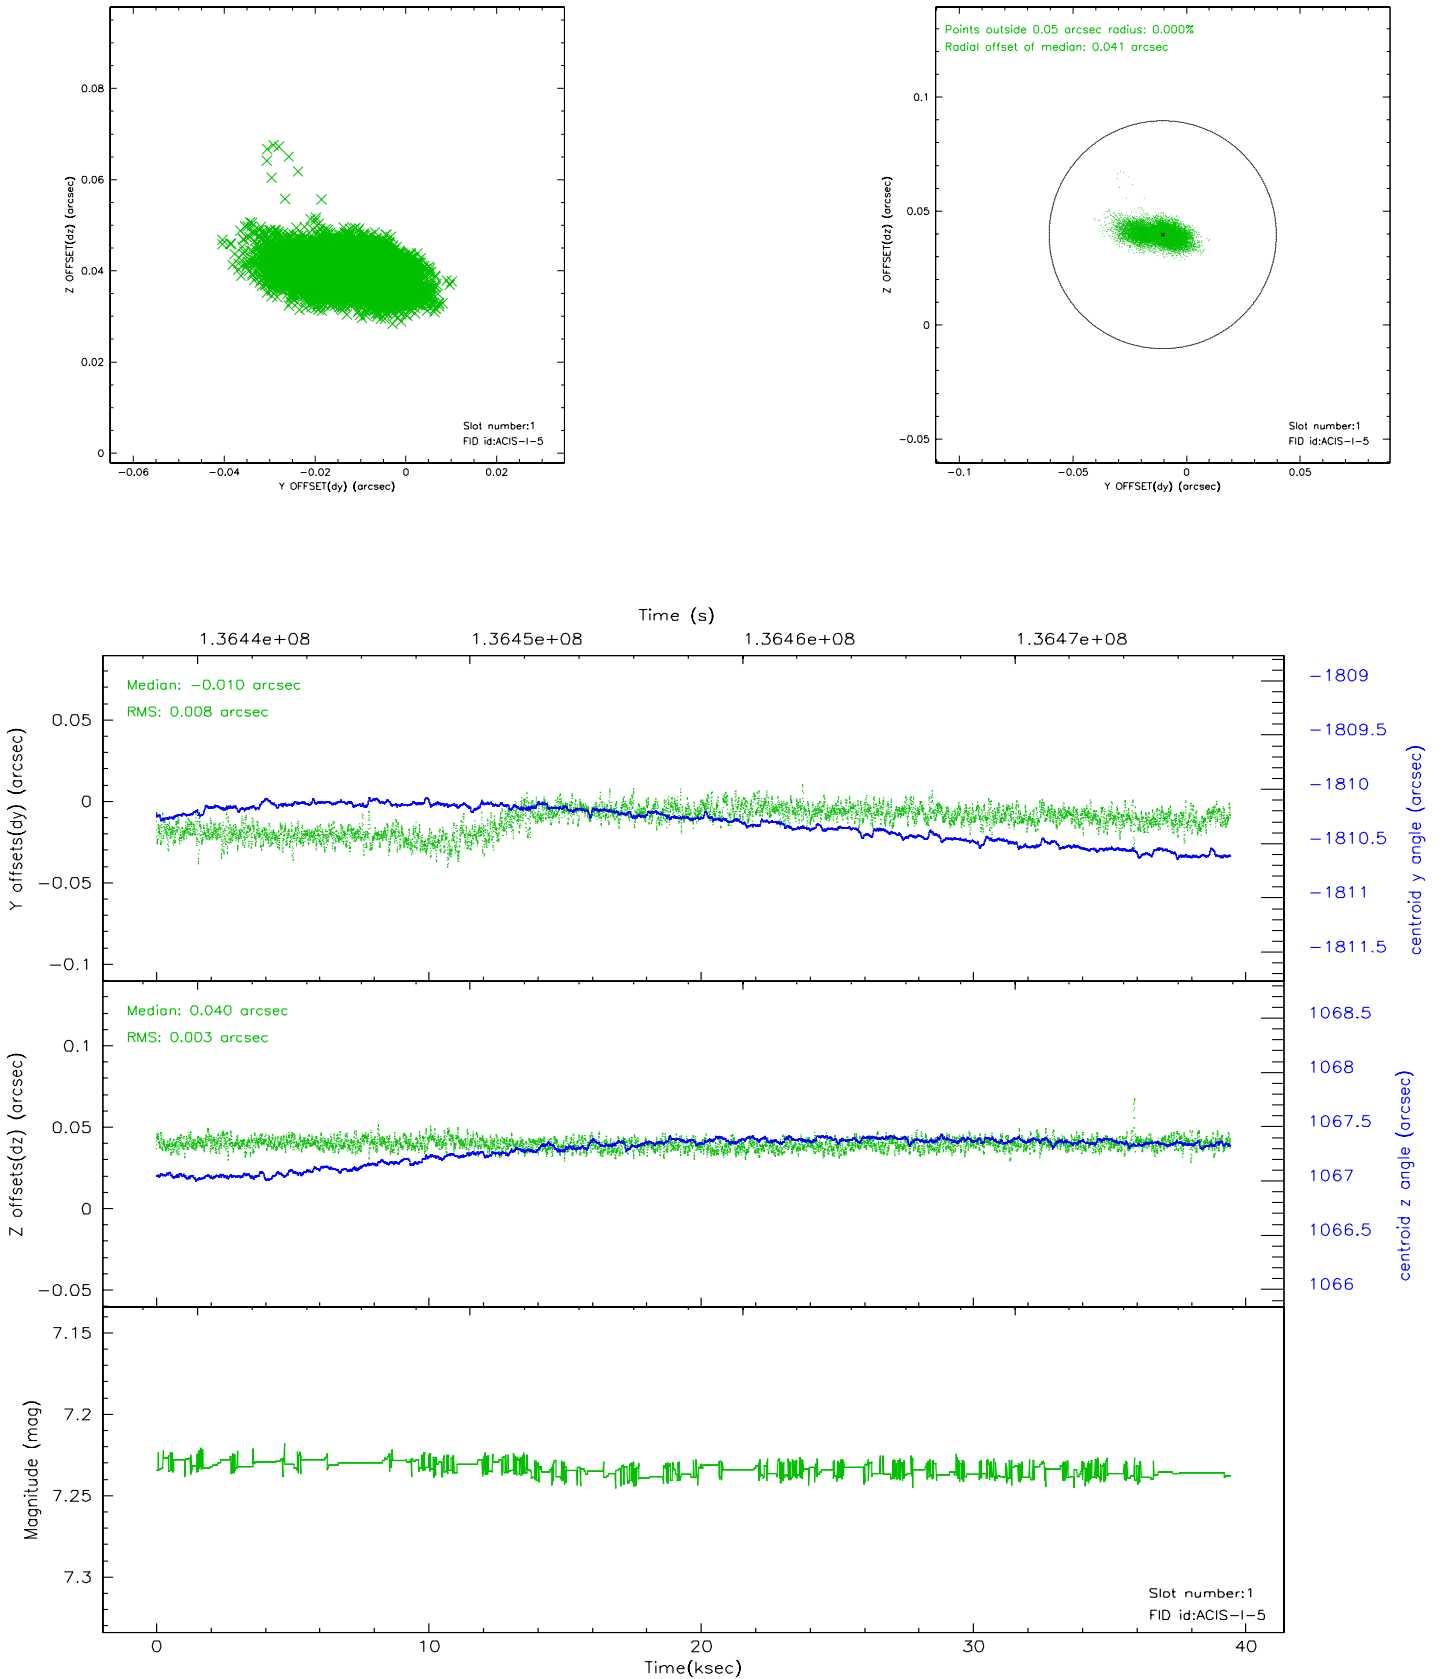 0.08
0.06
0.04
0.02
0
Z OFFSET(dz) (arcsec)
Slot number:1
FID id:ACIS-I-5
-0.06
-0.04
-0.02
0
0.02
Y OFFSET(dy) (arcsec)
Points outside 0.05 arcsec radius: 0.000%
Radial offset of median: 0.041 arcsec
0.1
0.05
0
-0.05
Z OFFSET(dz) (arcsec)
Slot number:1
FID id:ACIS-I-5
-0.1
-0.05
0
0.05
Y OFFSET(dy) (arcsec)
Time (s)
1.3644e+08
1.3645e+08
1.3646e+08
1.3647e+08
Median: -0.010 arcsec
RMS: 0.008 arcsec
0.05
0
-0.05
-0.1
Y offsets(dy) (arcsec)
-1809
-1809.5
-1810
-1810.5
-1811
-1811.5
centroid y angle (arcsec)
Median: 0.040 arcsec
RMS: 0.003 arcsec
0.1
0.05
0
-0.05
Z offsets(dz) (arcsec)
1068.5
1068
1067.5
1067
1066.5
1066
centroid z angle (arcsec)
7.15
7.2
7.25
7.3
Magnitude (mag)
Slot number:1
FID id:ACIS-I-5
0
10
20
30
40
Time(ksec)